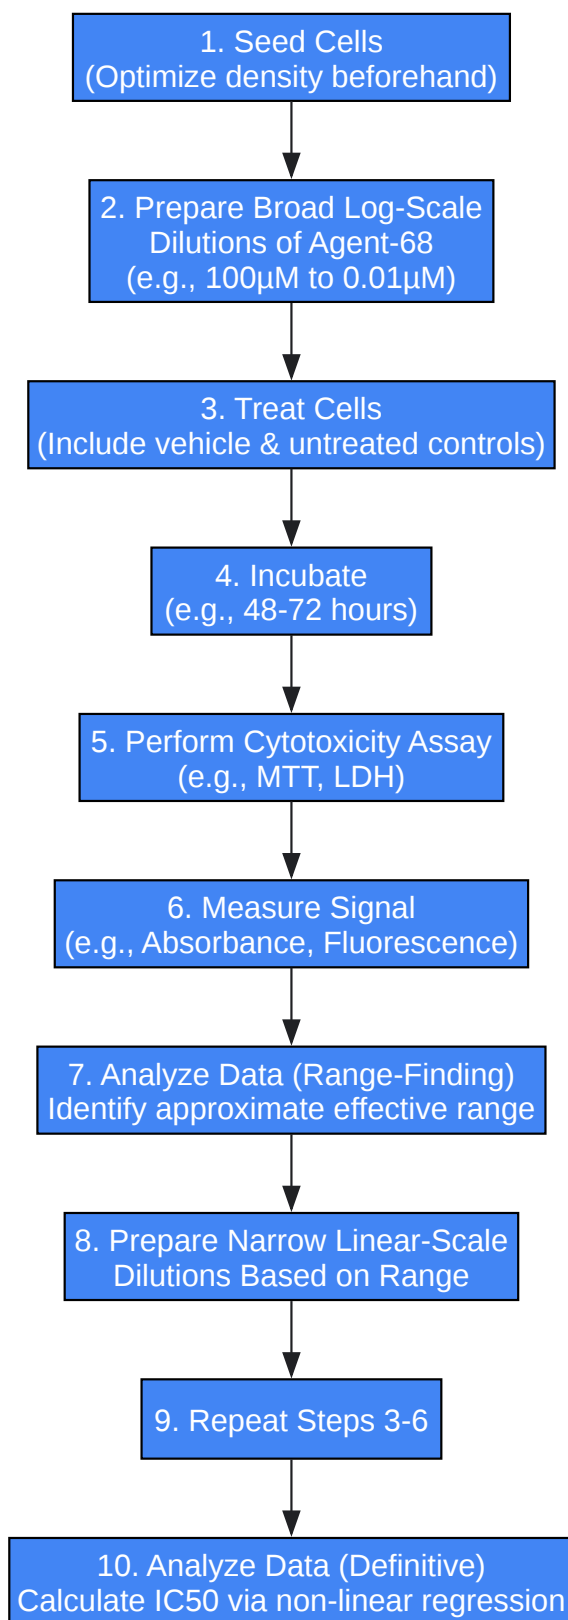 1. Seed Cells
(Optimize density beforehand)
2. Prepare Broad Log-Scale
Dilutions of Agent-68
(e.g., 100µM to 0.01µM)
3. Treat Cells
(Include vehicle & untreated controls)
4. Incubate
(e.g., 48-72 hours)
5. Perform Cytotoxicity Assay
(e.g., MTT, LDH)
6. Measure Signal
(e.g., Absorbance, Fluorescence)
7. Analyze Data (Range-Finding)
Identify approximate effective range
8. Prepare Narrow Linear-Scale
Dilutions Based on Range
9. Repeat Steps 3-6
10. Analyze Data (Definitive)
Calculate IC50 via non-linear regression